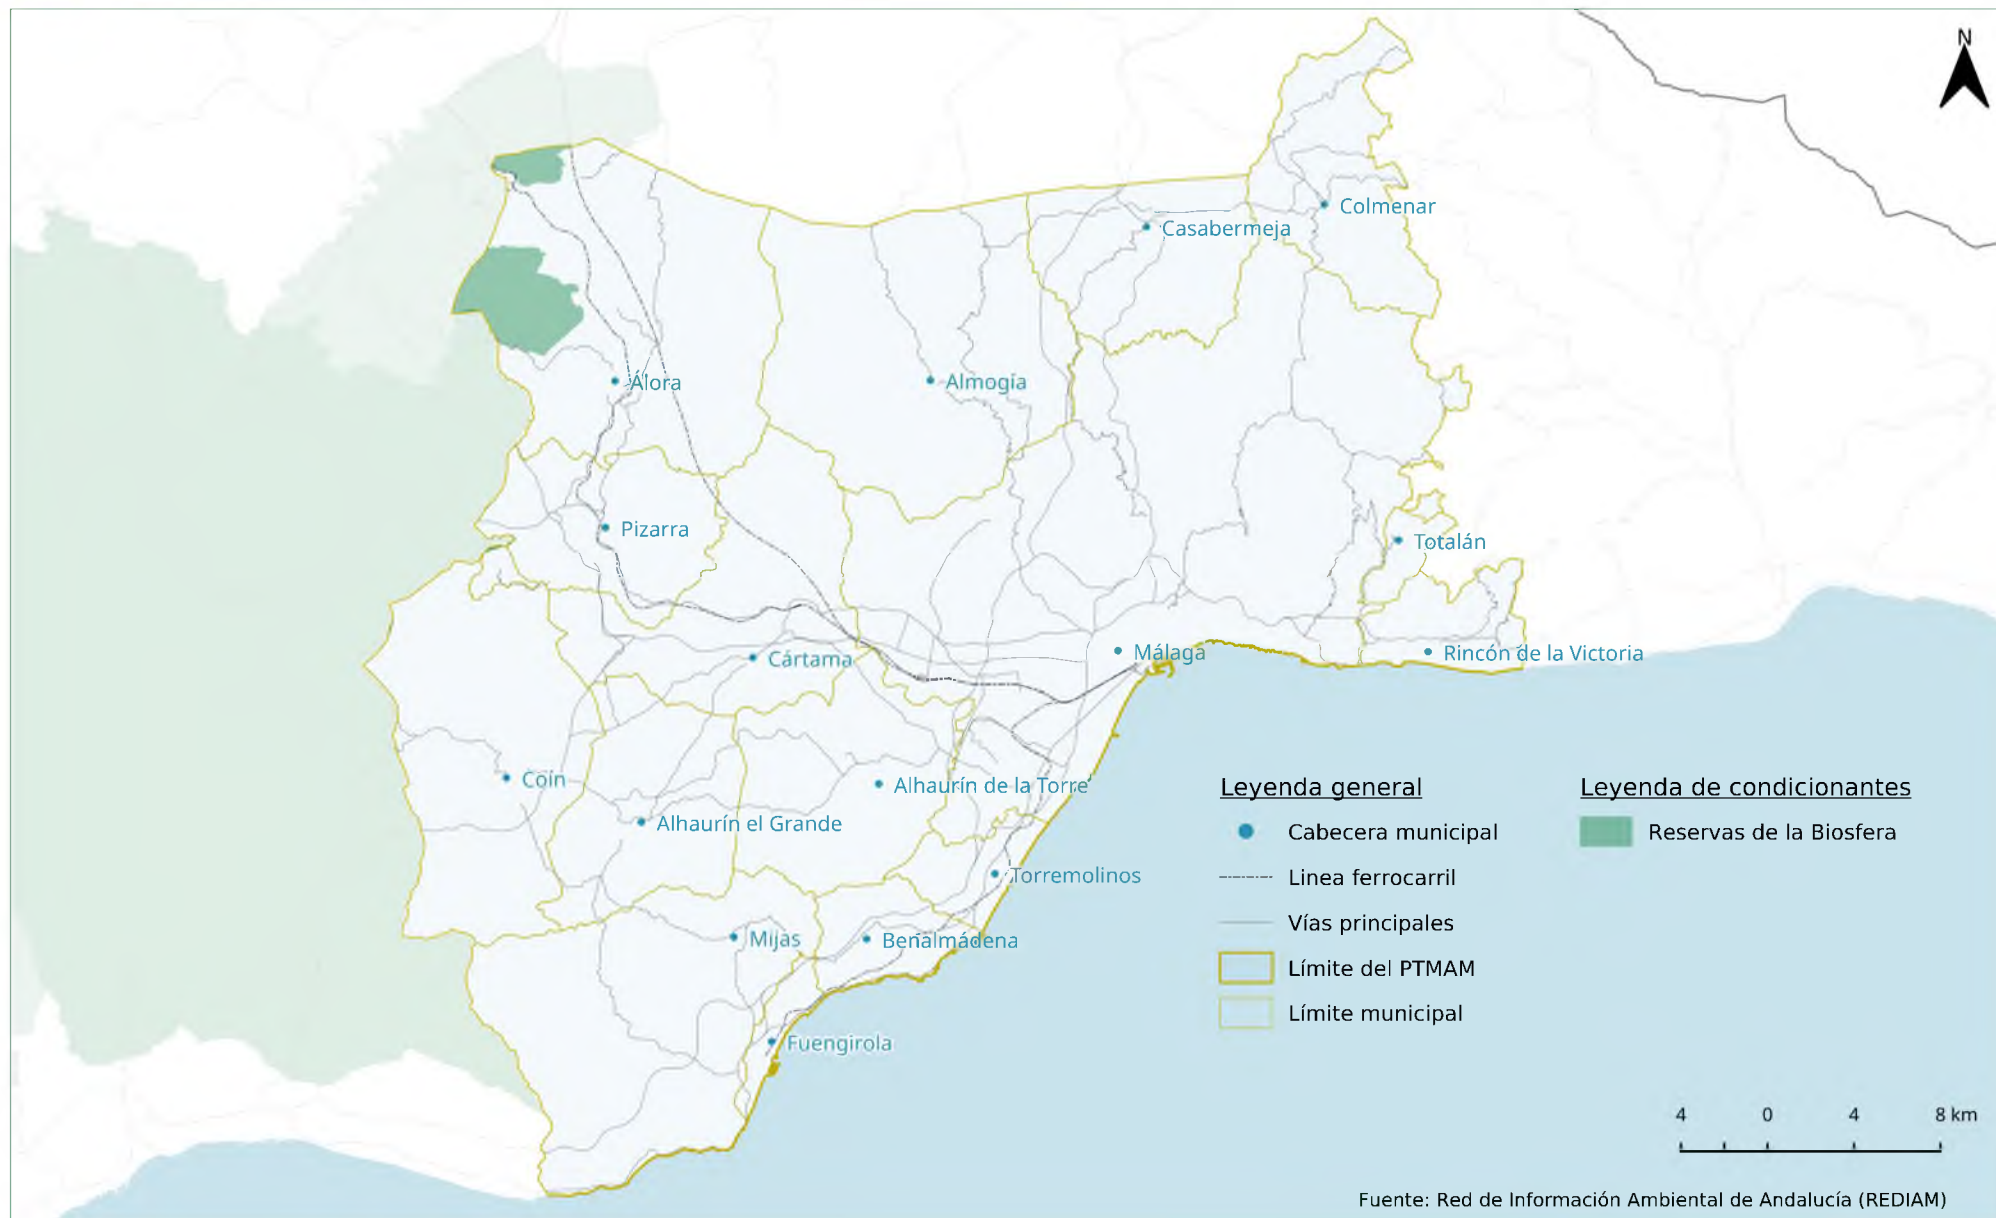 N
Colmenar
Casabermeja
Álora
Almogía
Pizarra
Totalán
Málaga
Rincón de la Victoria
Cártama
Coín
Alhaurín de la Torre
Alhaurín el Grande
Torremolinos
Mijas
Benalmádena
Fuengirola
Leyenda general
Cabecera municipal
Linea ferrocarril
Vías principales
Límite del PTMAM
Límite municipal
Leyenda de condicionantes
Reservas de la Biosfera
4 0 4 8 km
Fuente: Red de Información Ambiental de Andalucía (REDIAM)